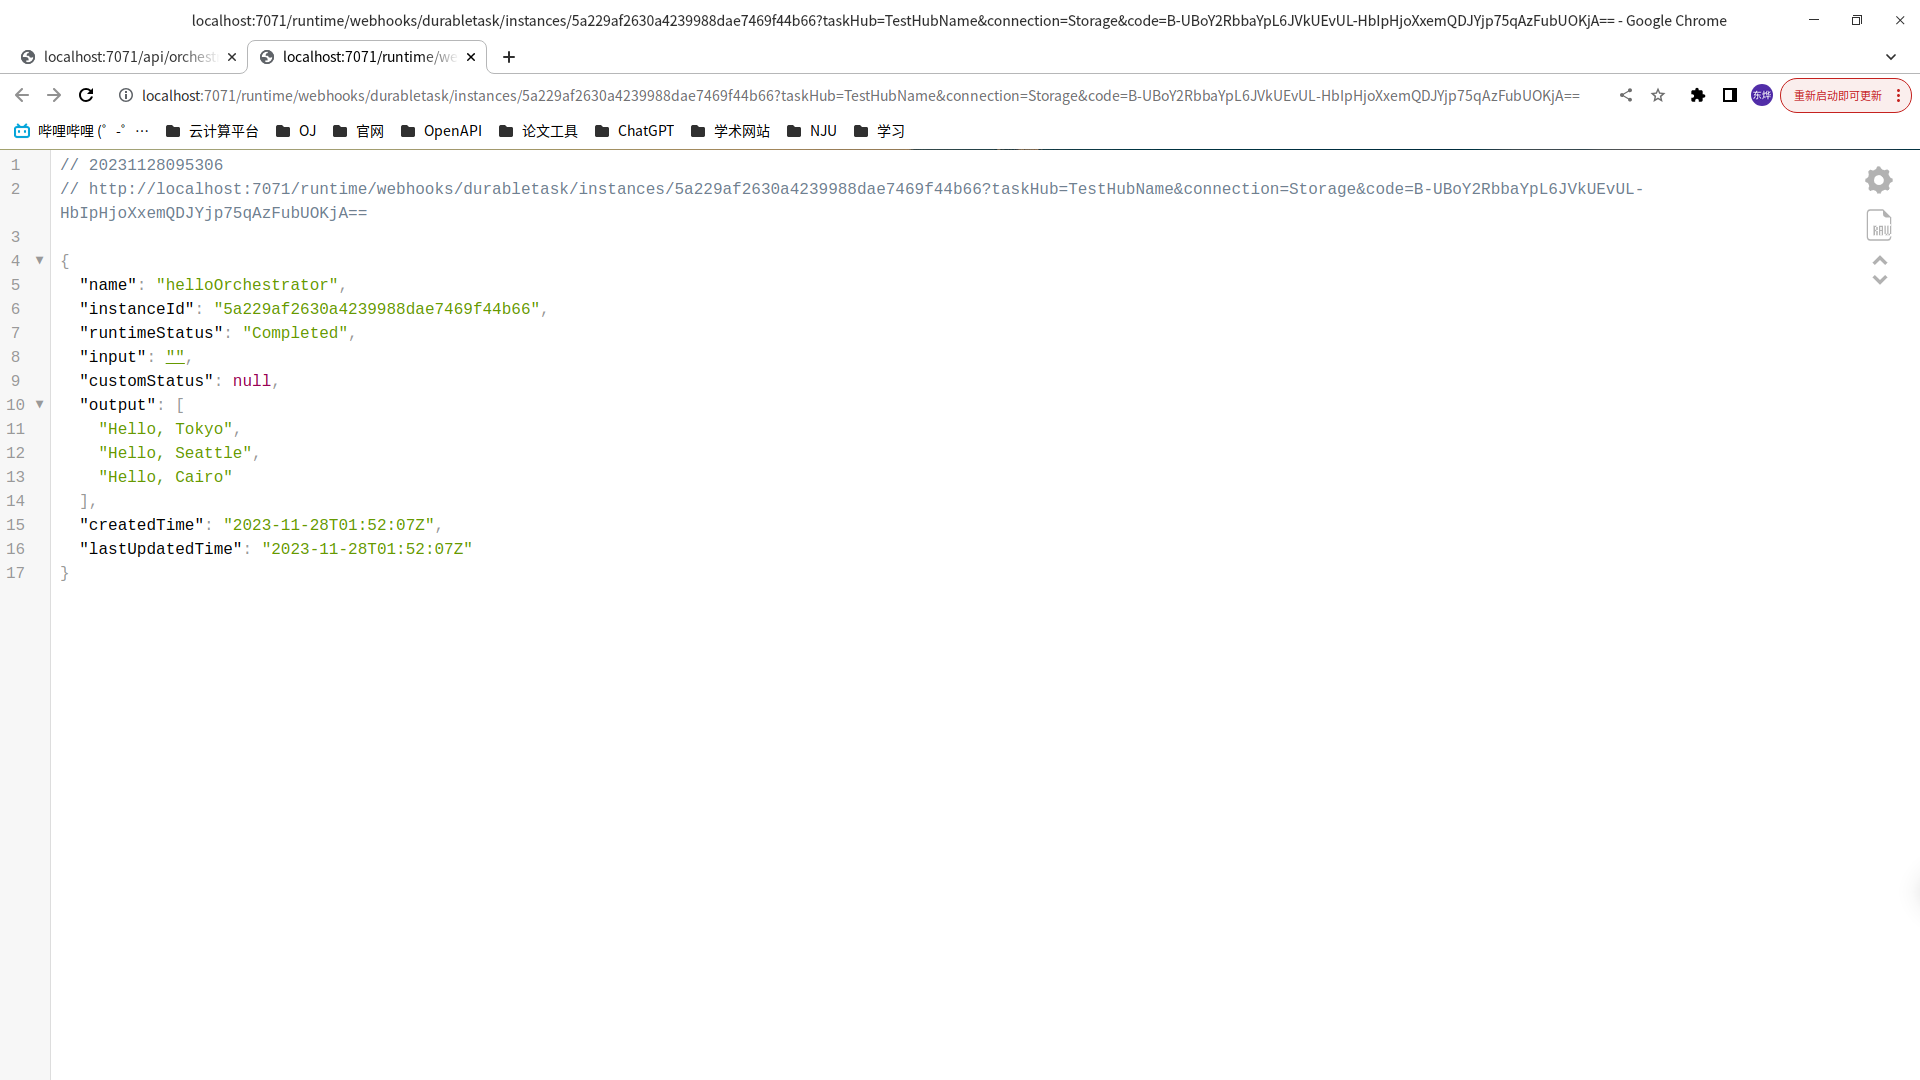 localhost:7071/runtime/webhooks/durabletask/instances/5a229af2630a4239988dae7469f44b66?taskHub=TestHubName&connection=Storage&code=B-UBoY2RbbaYpL6JVkUEvUL-HbIpHjoXxemQDJYjp75qAzFubUOKjA== - Google Chrome
localhost:7071/api/orchest
localhost:7071/runtime/we
localhost:7071/runtime/webhooks/durabletask/instances/5a229af2630a4239988dae7469f44b66?taskHub=TestHubName&connection=Storage&code=B-UBoY2RbbaYpL6JVkUEvUL-HbIpHjoXxemQDJYjp75qAzFubUOKjA==
东烨
重新启动即可更新
哔哩哔哩 (゜-゜ ...
云计算平台
OJ
官网
OpenAPI
论文工具
ChatGPT
学术网站
NJU
学习
1 // 20231128095306
2 // http://localhost:7071/runtime/webhooks/durabletask/instances/5a229af2630a4239988dae7469f44b66?taskHub=TestHubName&connection=Storage&code=B-UBoY2RbbaYpL6JVkUEvUL-
HbIpHjoXxemQDJYjp75qAzFubUOKjA==
3
4 {
5 "name": "helloOrchestrator",
6 "instanceId": "5a229af2630a4239988dae7469f44b66",
7 "runtimeStatus": "Completed",
8 "input": "",
9 "customStatus": null,
10 "output": [
11 "Hello, Tokyo",
12 "Hello, Seattle",
13 "Hello, Cairo"
14 ],
15 "createdTime": "2023-11-28T01:52:07Z",
16 "lastUpdatedTime": "2023-11-28T01:52:07Z"
17 }
RAW